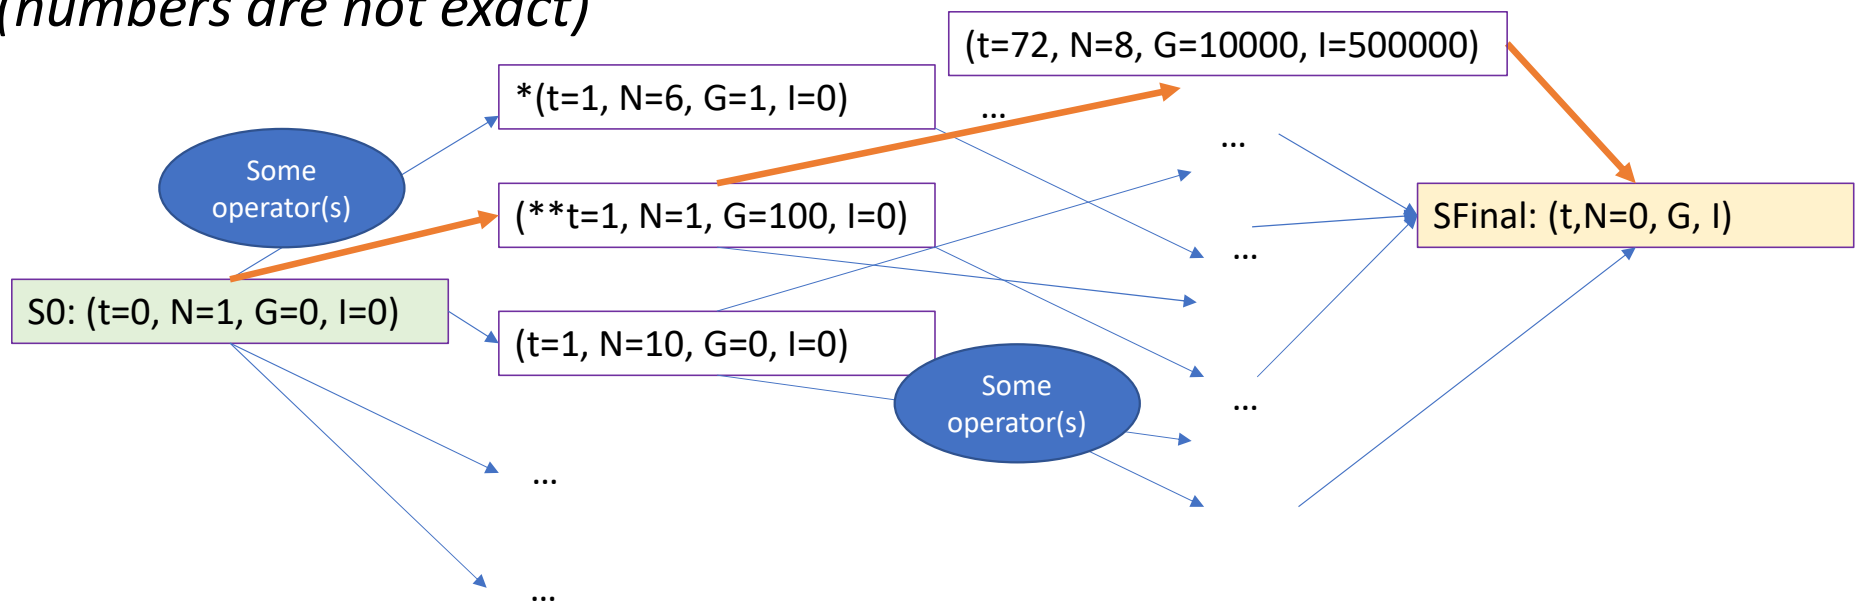 (numbers are not exact)
(t=72, N=8, G=10000, I=500000)
*(t=1, N=6, G=1, I=0)
...
...
Some
operator(s)
(**t=1, N=1, G=100, I=0)
SFinal: (t,N=0, G, I)
...
S0: (t=0, N=1, G=0, I=0)
(t=1, N=10, G=0, I=0)
Some
operator(s)
...
...
...